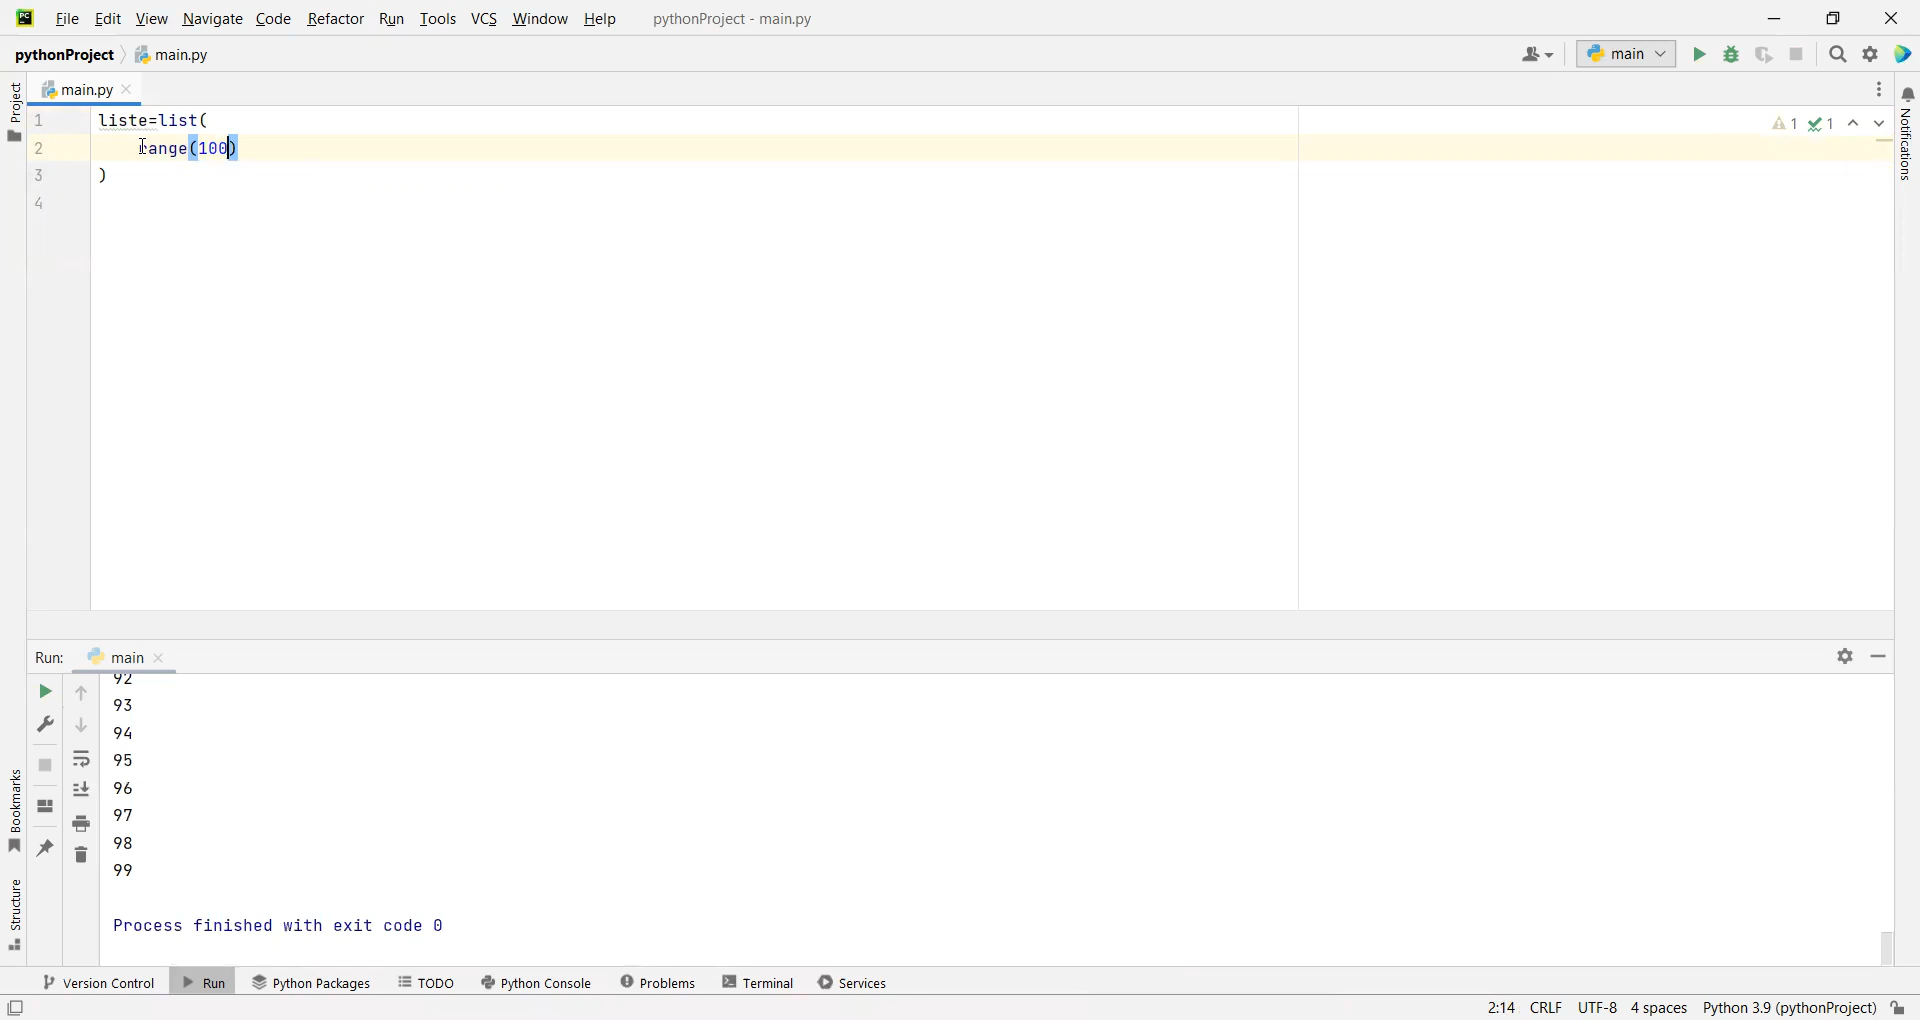 PC File Edit View Navigate Code Refactor Run Tools VCS Window Help pythonProject - main.py
pythonProject main.py main
Project
main.py
Notifications
1 liste=list(
1 1
2 range(100)
3 )
4
Run: main
92
93
94
95
96
97
98
99
Process finished with exit code 0
Bookmarks
Structure
Version Control Run Python Packages TODO Python Console Problems Terminal Services
2:14 CRLF UTF-8 4 spaces Python 3.9 (pythonProject)